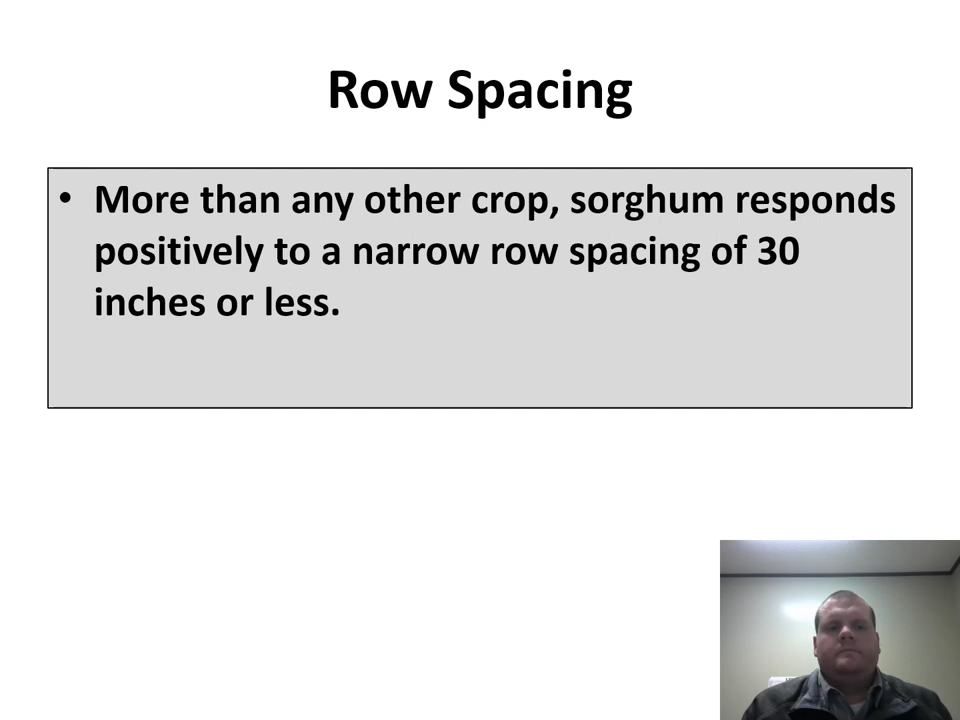 Row Spacing
• More than any other crop, sorghum responds
positively to a narrow row spacing of 30
inches or less.